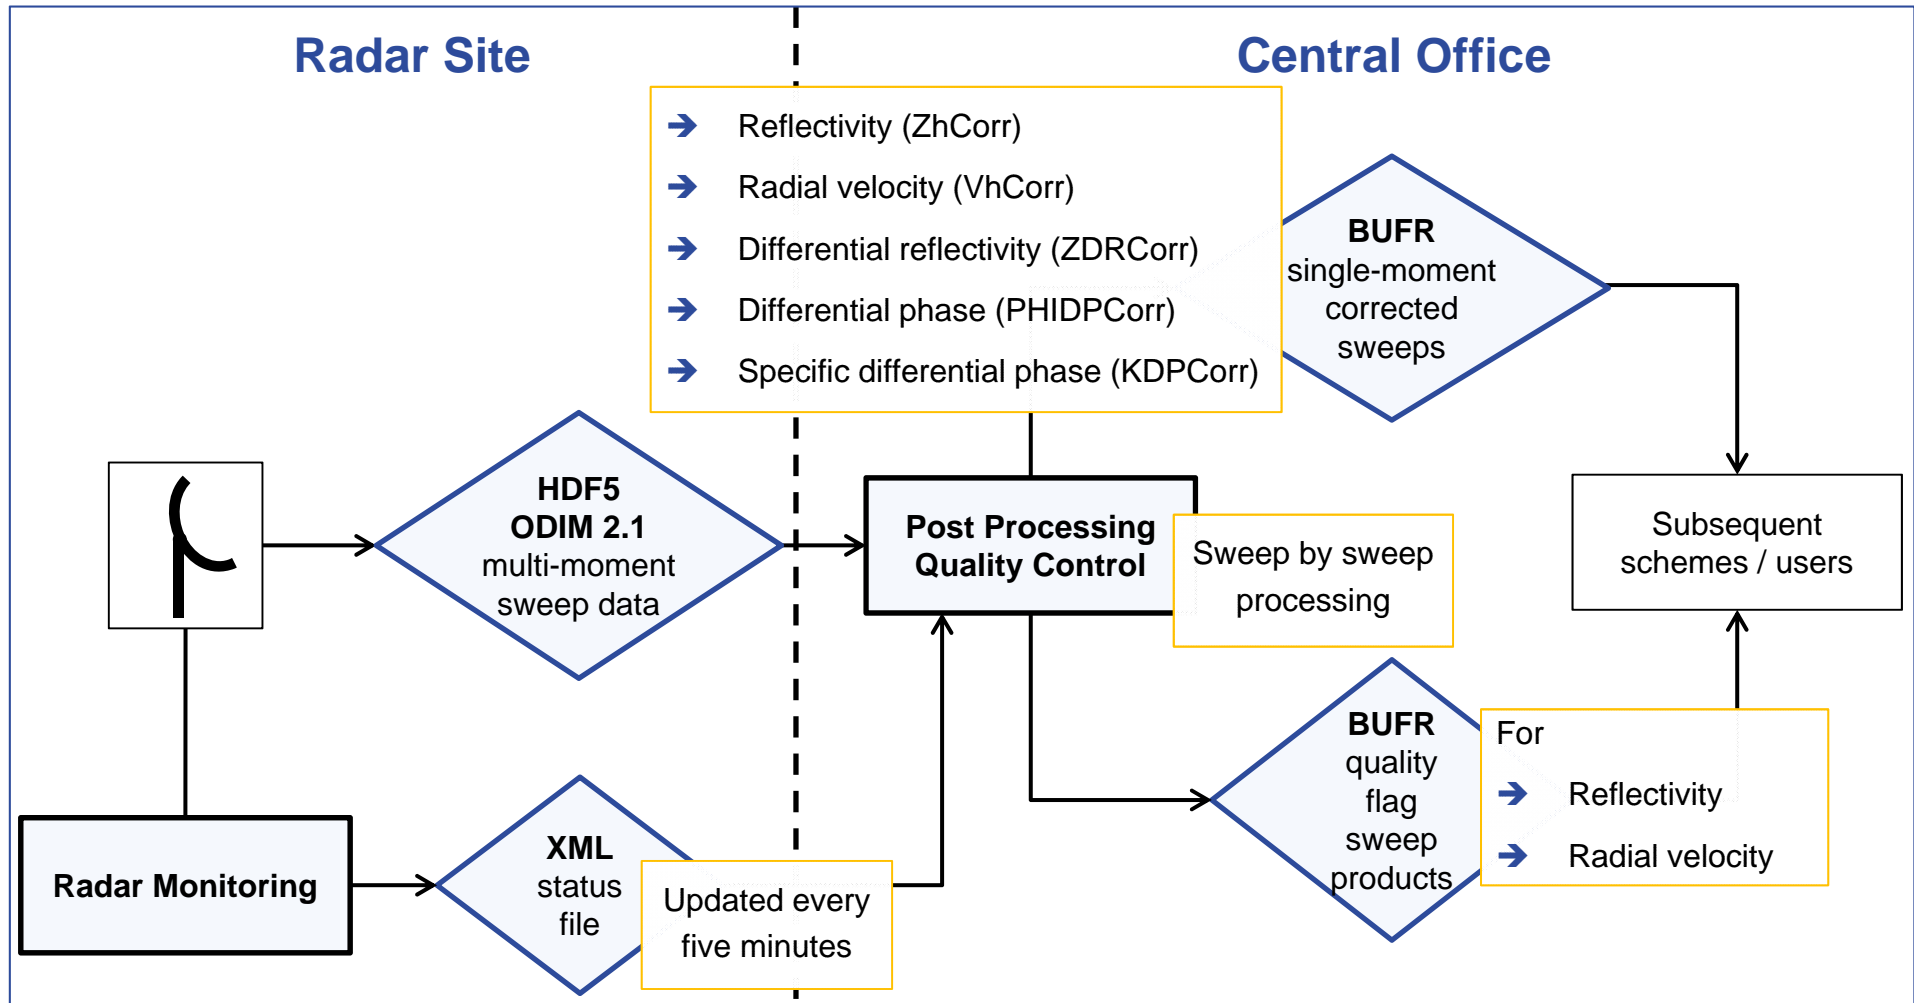 Radar Site
Central Office
➔ Reflectivity (ZhCorr)
➔ Radial velocity (VhCorr)
➔ Differential reflectivity (ZDRCorr)
➔ Differential phase (PHIDPCorr)
➔ Specific differential phase (KDPCorr)
BUFR
single-moment
corrected
sweeps
HDF5
ODIM 2.1
multi-moment
sweep data
Post Processing
Quality Control
Sweep by sweep
processing
Subsequent
schemes / users
Radar Monitoring
XML
status
file
Updated every
five minutes
BUFR
quality
flag
sweep
products
For
➔ Reflectivity
➔ Radial velocity